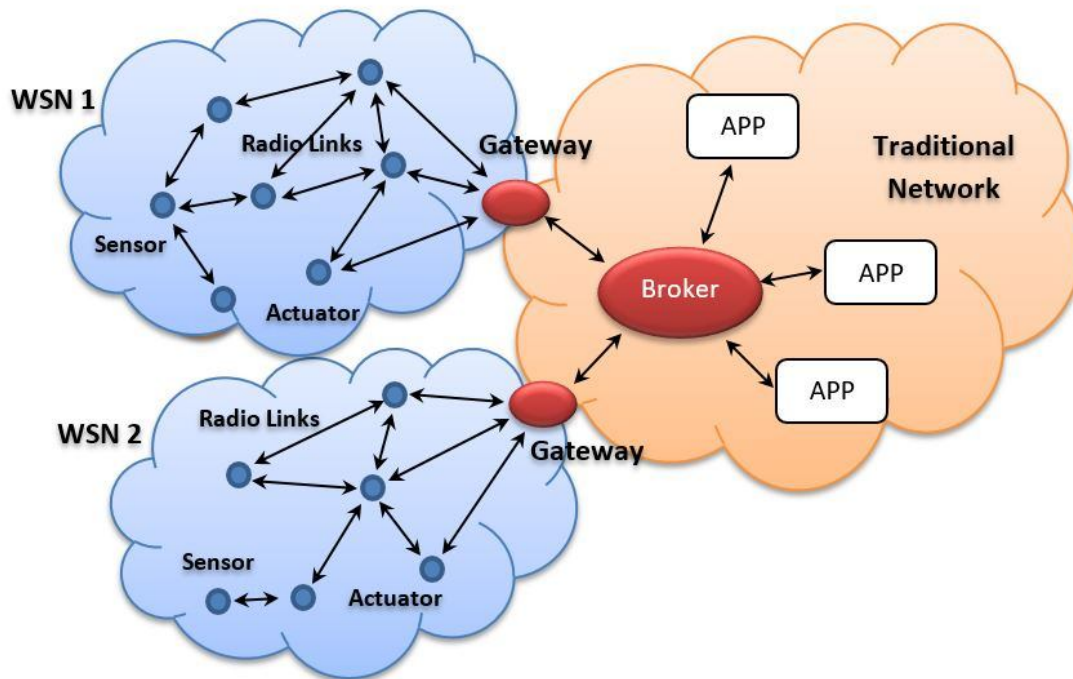 WSN 1
Radio Links
Sensor
Actuator
Gateway
APP
Traditional
Network
APP
Broker
APP
WSN 2
Radio Links
Gateway
Sensor
Actuator